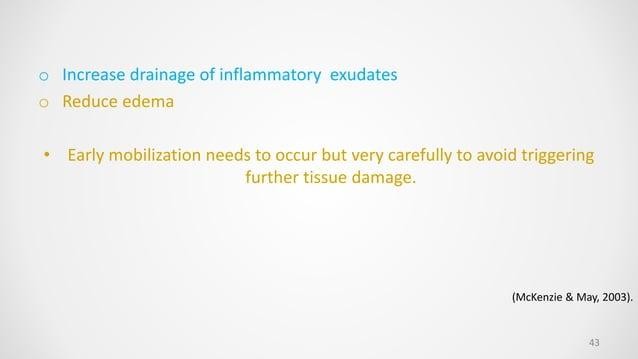 o Increase drainage of inflammatory exudates
o Reduce edema
• Early mobilization needs to occur but very carefully to avoid triggering
further tissue damage.
(McKenzie & May, 2003).
43